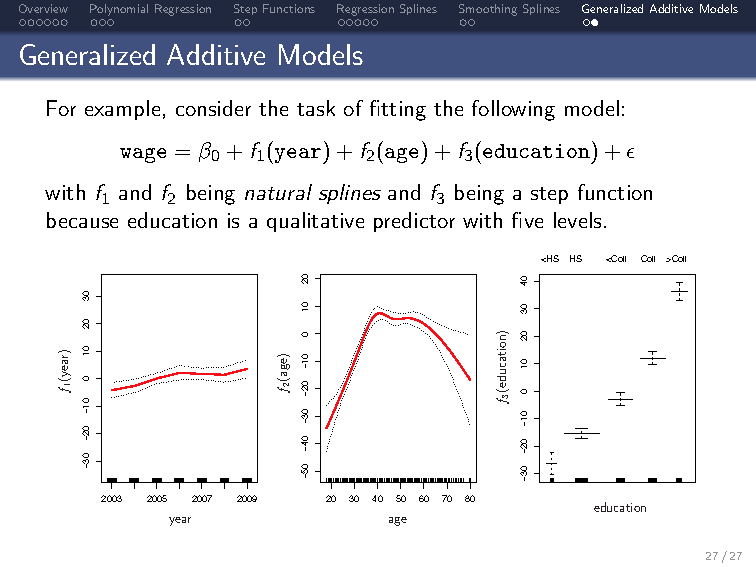 Overview Polynomial Regression Step Functions Regression Splines Smoothing Splines Generalized Additive Models
Generalized Additive Models
For example, consider the task of fitting the following model:
wage = β0 + f1(year) + f2(age) + f3(education) + ϵ
with f1 and f2 being natural splines and f3 being a step function
because education is a qualitative predictor with five levels.
<HS HS <Coll Coll >Coll
f1(year)
30
20
10
0
-10
-20
-30
2003 2005 2007 2009
year
f2(age)
20
10
0
-10
-20
-30
-40
-50
20 30 40 50 60 70 80
age
f3(education)
40
30
20
10
0
-10
-20
-30
education
27 / 27